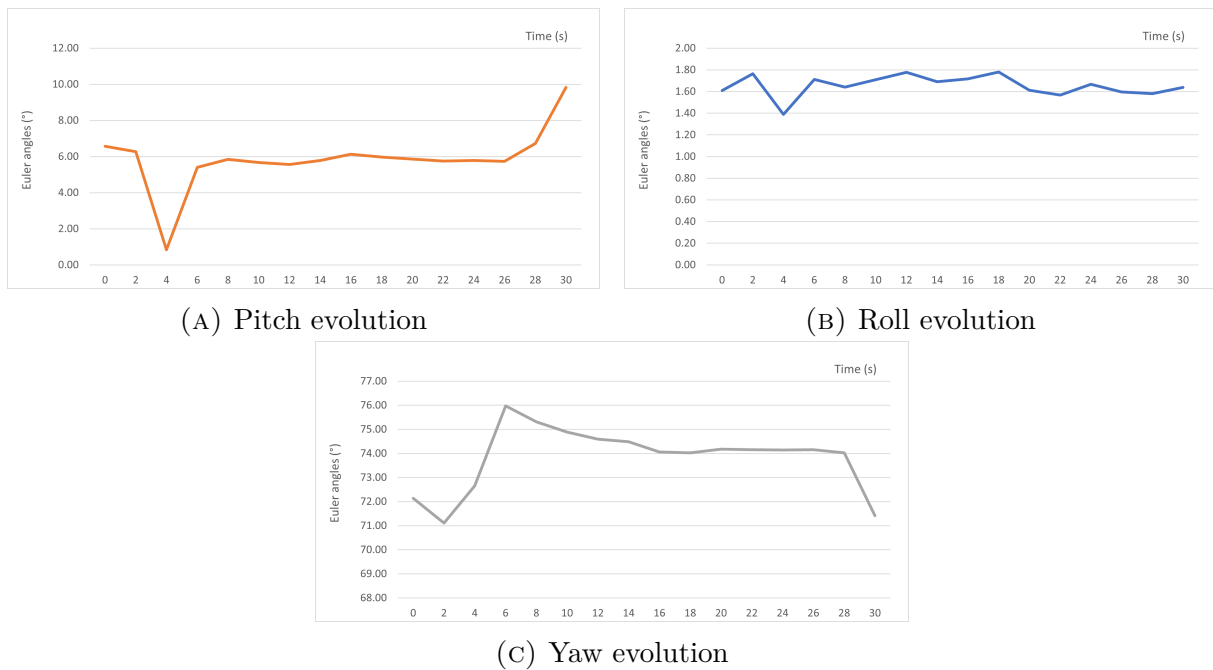 Time (s)
12.00
10.00
8.00
6.00
4.00
2.00
0.00
Euler angles (°)
0 2 4 6 8 10 12 14 16 18 20 22 24 26 28 30
(A) Pitch evolution
Time (s)
2.00
1.80
1.60
1.40
1.20
1.00
0.80
0.60
0.40
0.20
0.00
Euler angles (°)
0 2 4 6 8 10 12 14 16 18 20 22 24 26 28 30
(B) Roll evolution
Time (s)
77.00
76.00
75.00
74.00
73.00
72.00
71.00
70.00
69.00
68.00
Euler angles (°)
0 2 4 6 8 10 12 14 16 18 20 22 24 26 28 30
(C) Yaw evolution